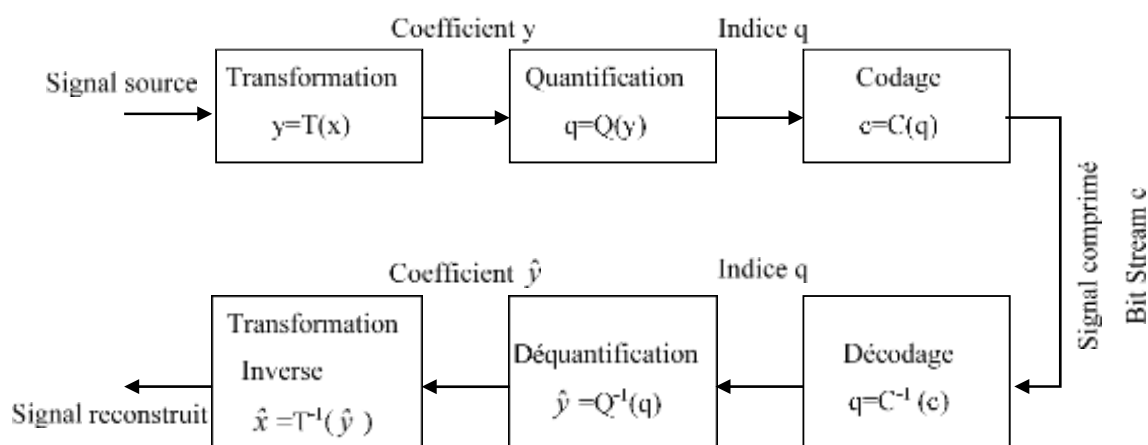 Coefficient y
Indice q
Signal source
Transformation
y=T(x)
Quantification
q=Q(y)
Codage
c=C(q)
Signal comprimé
Bit Stream c
Coefficient ŷ
Indice q
Transformation
Inverse
x̂ =T⁻¹(ŷ )
Déquantification
ŷ =Q⁻¹(q)
Décodage
q=C⁻¹ (c)
Signal reconstruit